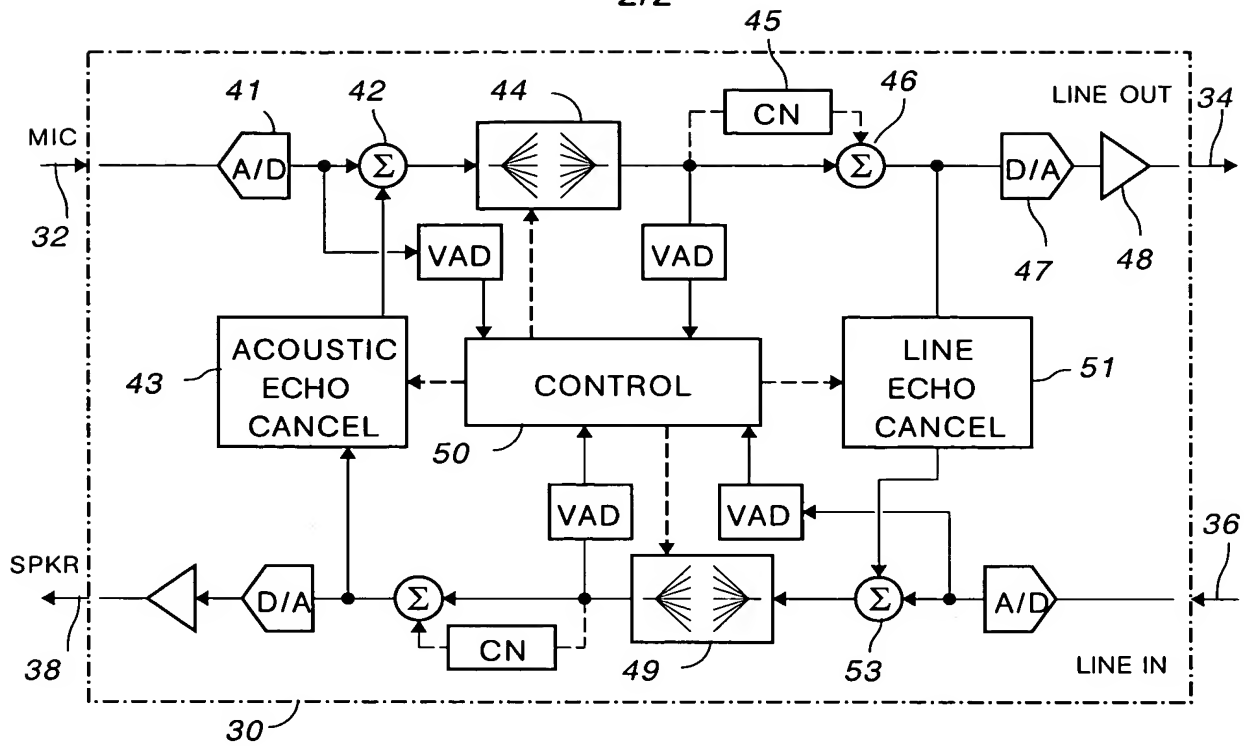 2/2
45
41
42
44
46
CN
LINE OUT
34
MIC
A/D
Σ
Σ
D/A
32
VAD
VAD
47
48
ACOUSTIC
ECHO
CANCEL
43
CONTROL
LINE
ECHO
CANCEL
51
50
VAD
VAD
36
SPKR
D/A
Σ
Σ
A/D
38
CN
49
53
LINE IN
30